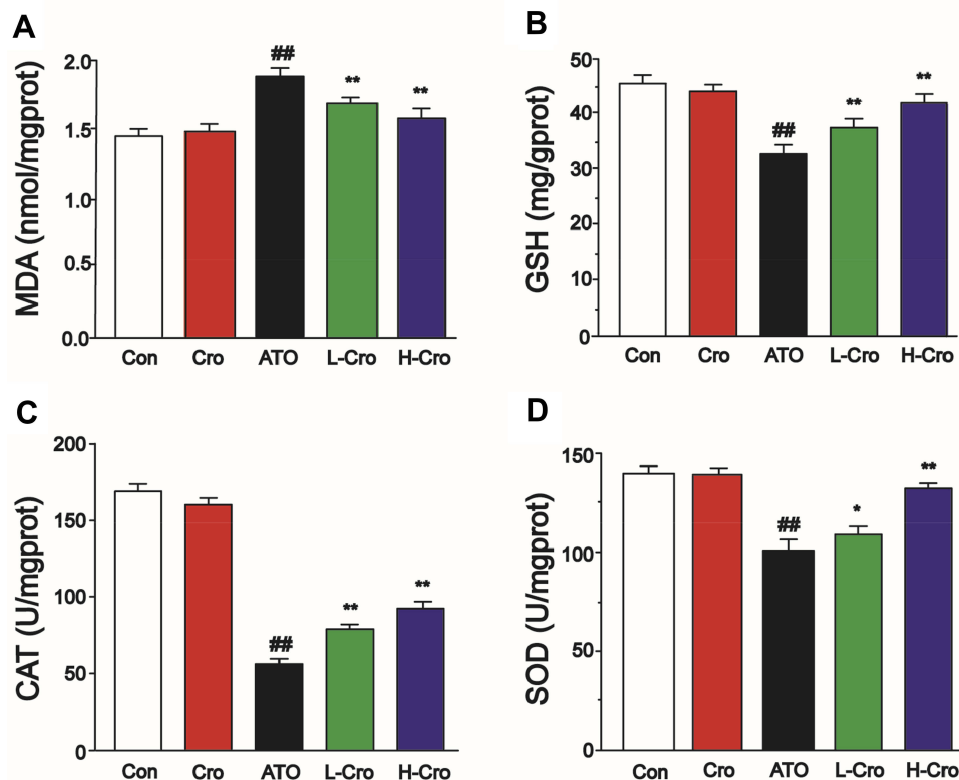 A
MDA (nmol/mgprot)
2.0
1.5
1.0
0.5
0.0
##
**
**
Con Cro ATO L-Cro H-Cro
B
GSH (mg/gprot)
50
40
30
20
10
0
##
**
**
Con Cro ATO L-Cro H-Cro
C
CAT (U/mgprot)
200
150
100
50
0
##
**
**
Con Cro ATO L-Cro H-Cro
D
SOD (U/mgprot)
150
100
50
0
##
*
**
Con Cro ATO L-Cro H-Cro